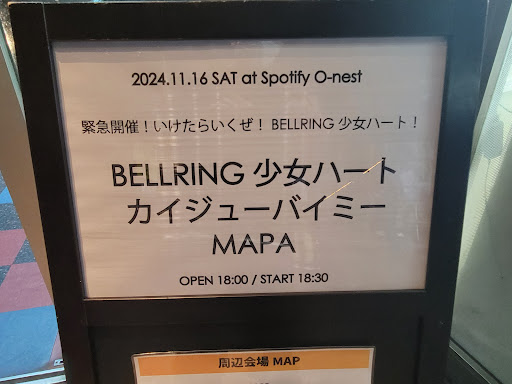 2024.11.16 SAT at Spotify O-nest
緊急開催！いけたらいくぜ！ BELLRING 少女ハート！
BELLRING 少女ハート
カイジューバイミー
MAPA
OPEN 18:00 / START 18:30
周辺会場 MAP